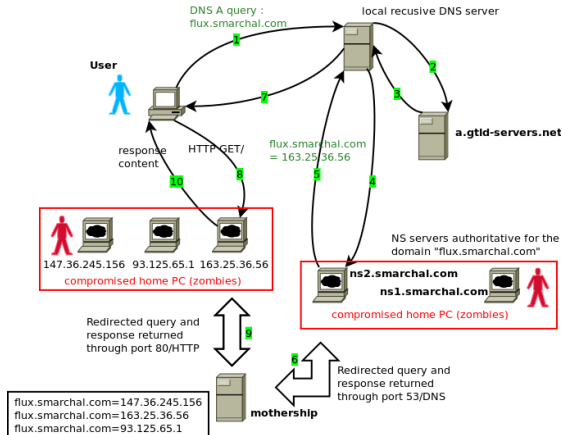 DNS A query :
flux.smarchal.com
local recusive DNS server
1
User
2
7
3
a.gtld-servers.net
response
content
HTTP GET/
flux.smarchal.com
= 163.25.36.56
8
10
5
4
NS servers authoritative for the
domain "flux.smarchal.com"
147.36.245.156
93.125.65.1
163.25.36.56
compromised home PC (zombies)
ns2.smarchal.com
ns1.smarchal.com
compromised home PC (zombies)
Redirected query and
response returned
through port 80/HTTP
9
6
Redirected query and
response returned
through port 53/DNS
mothership
flux.smarchal.com=147.36.245.156
flux.smarchal.com=163.25.36.56
flux.smarchal.com=93.125.65.1